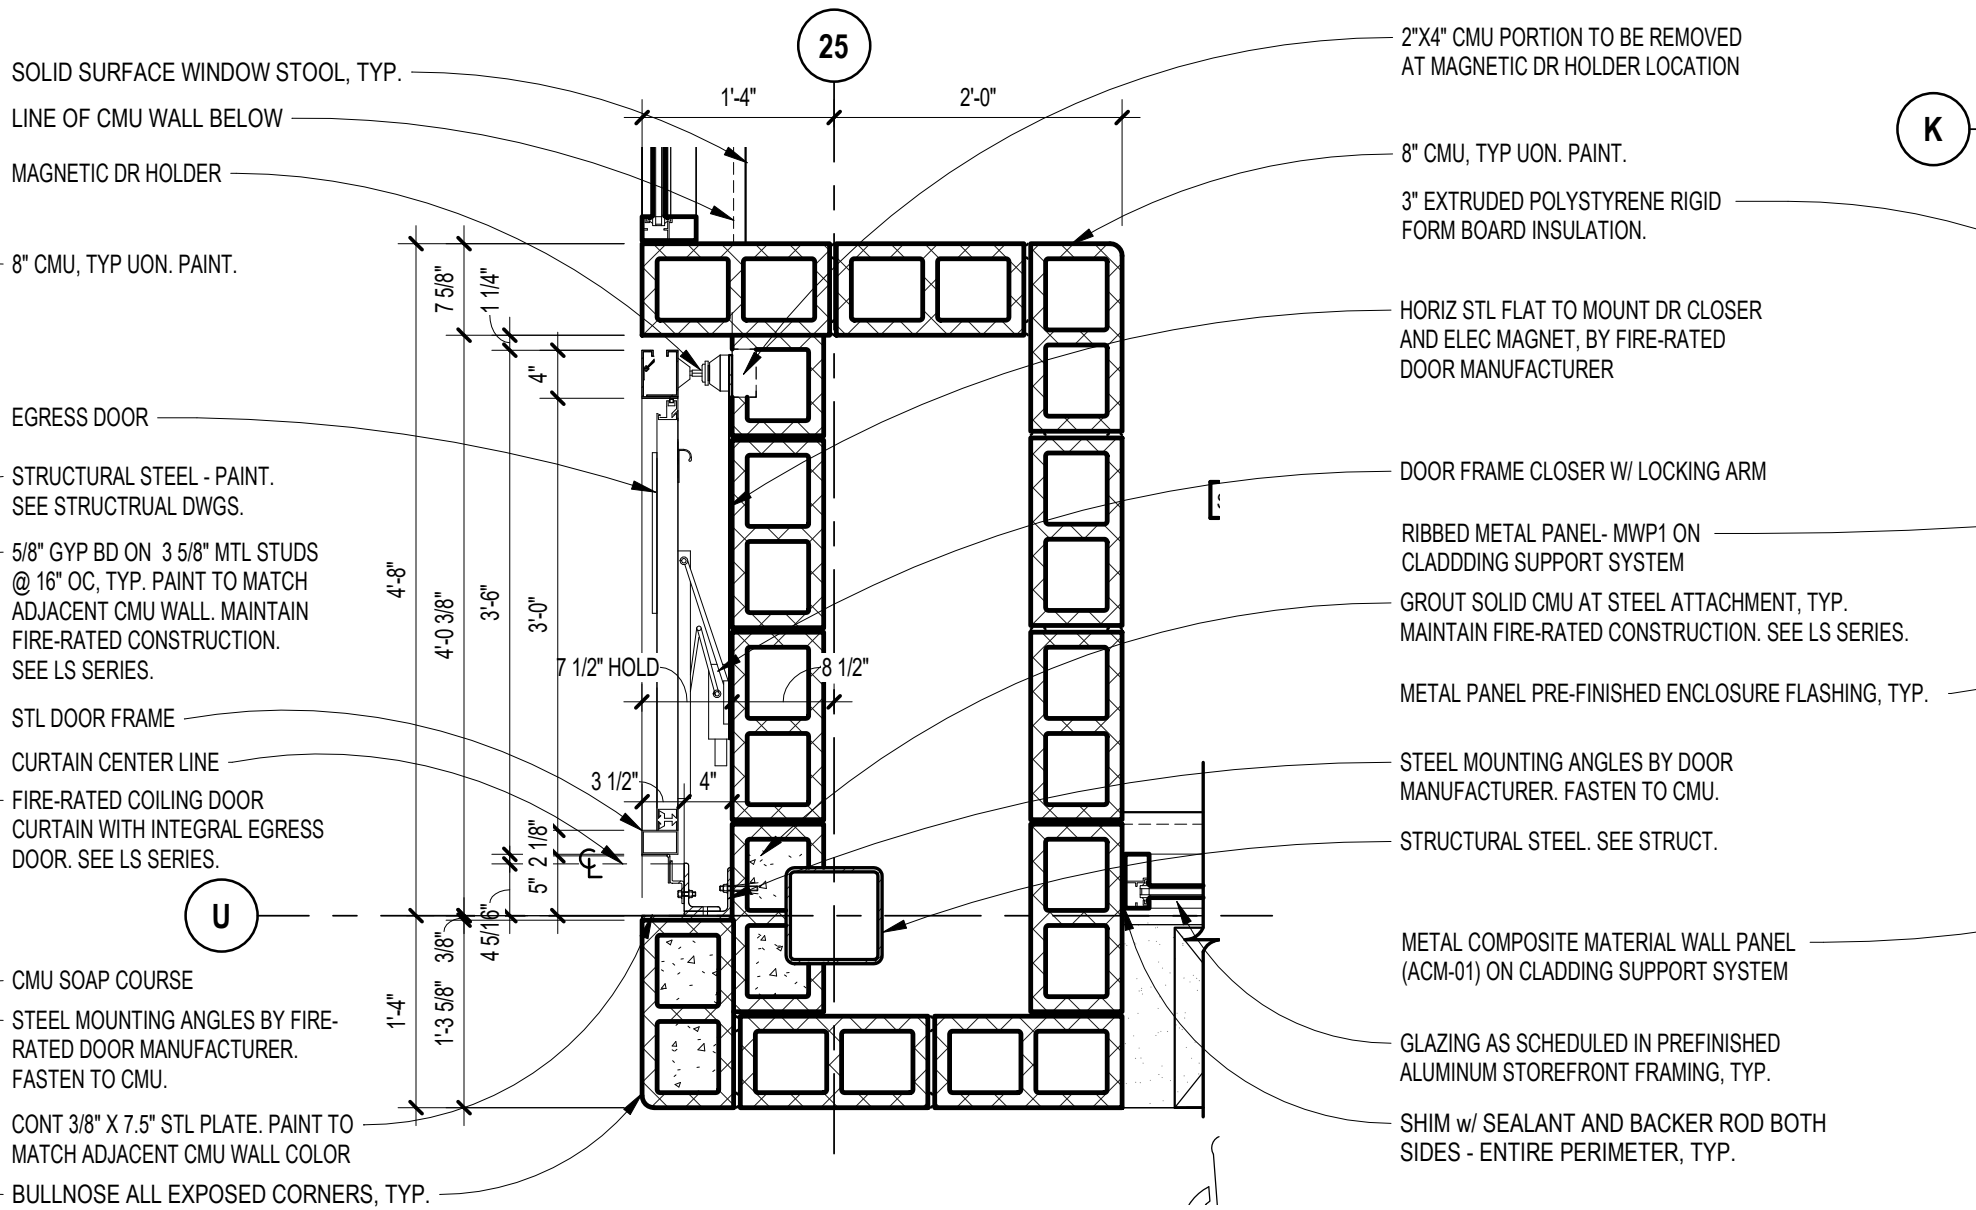 25
K
U
SOLID SURFACE WINDOW STOOL, TYP.
LINE OF CMU WALL BELOW
MAGNETIC DR HOLDER
8" CMU, TYP UON. PAINT.
EGRESS DOOR
STRUCTURAL STEEL - PAINT.
SEE STRUCTRUAL DWGS.
5/8" GYP BD ON 3 5/8" MTL STUDS
@ 16" OC, TYP. PAINT TO MATCH
ADJACENT CMU WALL. MAINTAIN
FIRE-RATED CONSTRUCTION.
SEE LS SERIES.
STL DOOR FRAME
CURTAIN CENTER LINE
FIRE-RATED COILING DOOR
CURTAIN WITH INTEGRAL EGRESS
DOOR. SEE LS SERIES.
CMU SOAP COURSE
STEEL MOUNTING ANGLES BY FIRE-
RATED DOOR MANUFACTURER.
FASTEN TO CMU.
CONT 3/8" X 7.5" STL PLATE. PAINT TO
MATCH ADJACENT CMU WALL COLOR
BULLNOSE ALL EXPOSED CORNERS, TYP.
1'-4"
2'-0"
4'-8"
7 5/8"
1 1/4"
4"
4'-0 3/8"
3'-6"
3'-0"
7 1/2" HOLD
8 1/2"
3 1/2"
4"
2 1/8"
5"
CL
4 5/16"
3/8"
1'-4"
1'-3 5/8"
2"X4" CMU PORTION TO BE REMOVED
AT MAGNETIC DR HOLDER LOCATION
8" CMU, TYP UON. PAINT.
3" EXTRUDED POLYSTYRENE RIGID
FORM BOARD INSULATION.
HORIZ STL FLAT TO MOUNT DR CLOSER
AND ELEC MAGNET, BY FIRE-RATED
DOOR MANUFACTURER
DOOR FRAME CLOSER W/ LOCKING ARM
RIBBED METAL PANEL- MWP1 ON
CLADDDING SUPPORT SYSTEM
GROUT SOLID CMU AT STEEL ATTACHMENT, TYP.
MAINTAIN FIRE-RATED CONSTRUCTION. SEE LS SERIES.
METAL PANEL PRE-FINISHED ENCLOSURE FLASHING, TYP.
STEEL MOUNTING ANGLES BY DOOR
MANUFACTURER. FASTEN TO CMU.
STRUCTURAL STEEL. SEE STRUCT.
METAL COMPOSITE MATERIAL WALL PANEL
(ACM-01) ON CLADDING SUPPORT SYSTEM
GLAZING AS SCHEDULED IN PREFINISHED
ALUMINUM STOREFRONT FRAMING, TYP.
SHIM w/ SEALANT AND BACKER ROD BOTH
SIDES - ENTIRE PERIMETER, TYP.